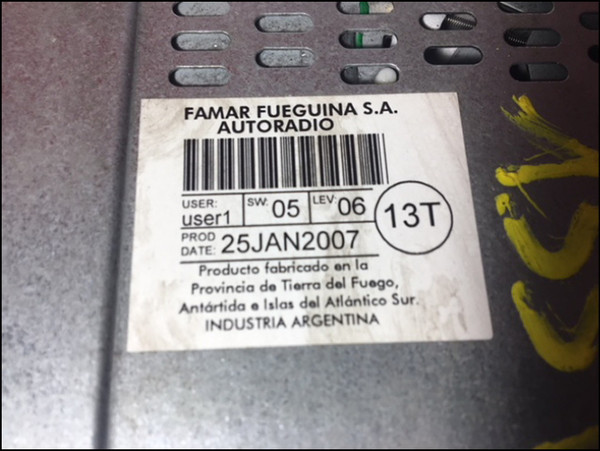 FAMAR FUEGUINA S.A.
AUTORADIO
USER: user1 SW: 05 LEV: 06 13T
PROD DATE: 25JAN2007
Producto fabricado en la
Provincia de Tierra del Fuego,
Antártida e Islas del Atlántico Sur.
INDUSTRIA ARGENTINA